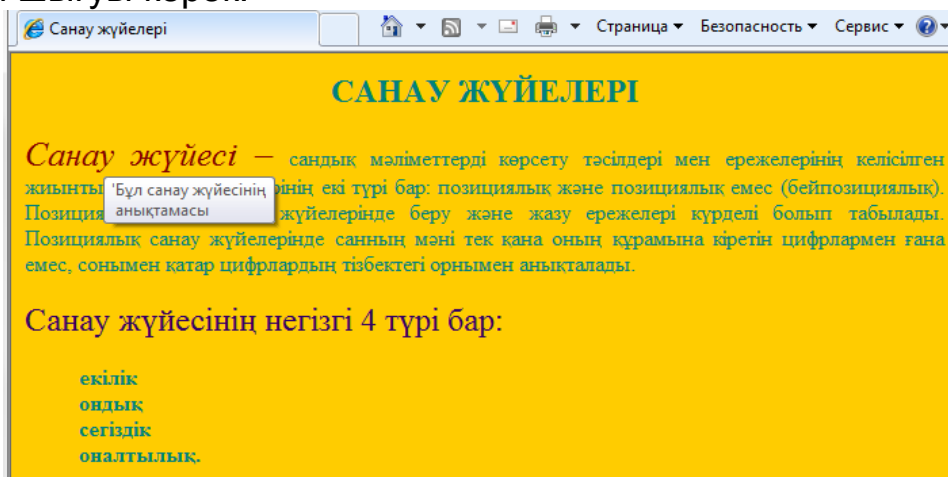 шығуы керек.
Санау жүйелері Страница Безопасность Сервис
САНАУ ЖҮЙЕЛЕРІ
Санау жүйесі – сандық мәліметтерді көрсету тәсілдері мен ережелерінің келісілген
жиынты 'Бұл санау жүйесінің рінің екі түрі бар: позициялық және позициялық емес (бейпозициялық).
Позиция анықтамасы жүйелерінде беру және жазу ережелері күрделі болып табылады.
Позициялық санау жүйелерінде санның мәні тек қана оның құрамына кіретін цифрлармен ғана
емес, сонымен қатар цифрлардың тізбектегі орнымен анықталады.
Санау жүйесінің негізгі 4 түрі бар:
екілік
ондық
сегіздік
оналтылық.